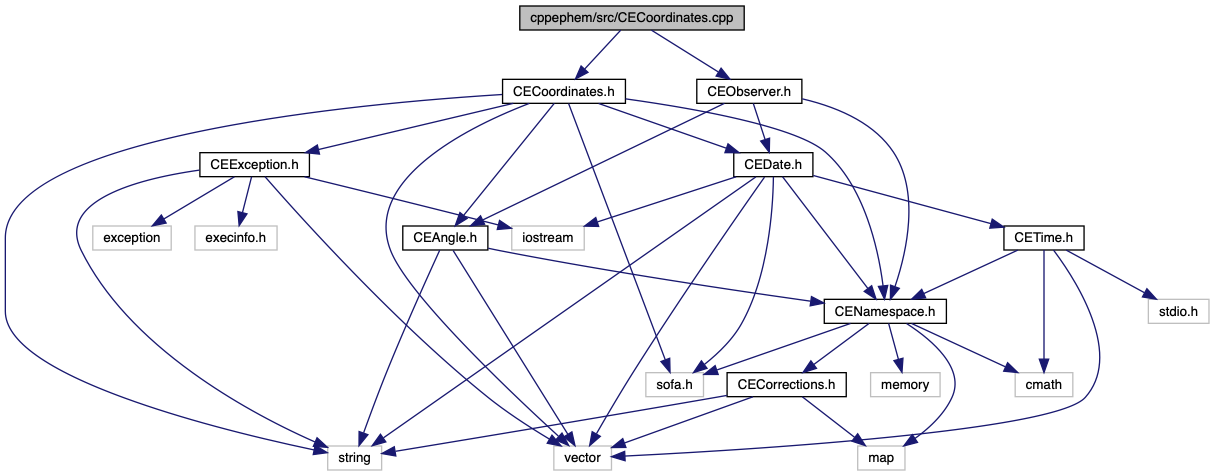 cppephem/src/CECoordinates.cpp
CECoordinates.h
CEObserver.h
CEException.h
CEDate.h
exception
execinfo.h
CEAngle.h
iostream
CETime.h
CENamespace.h
stdio.h
sofa.h
CECorrections.h
memory
cmath
string
vector
map